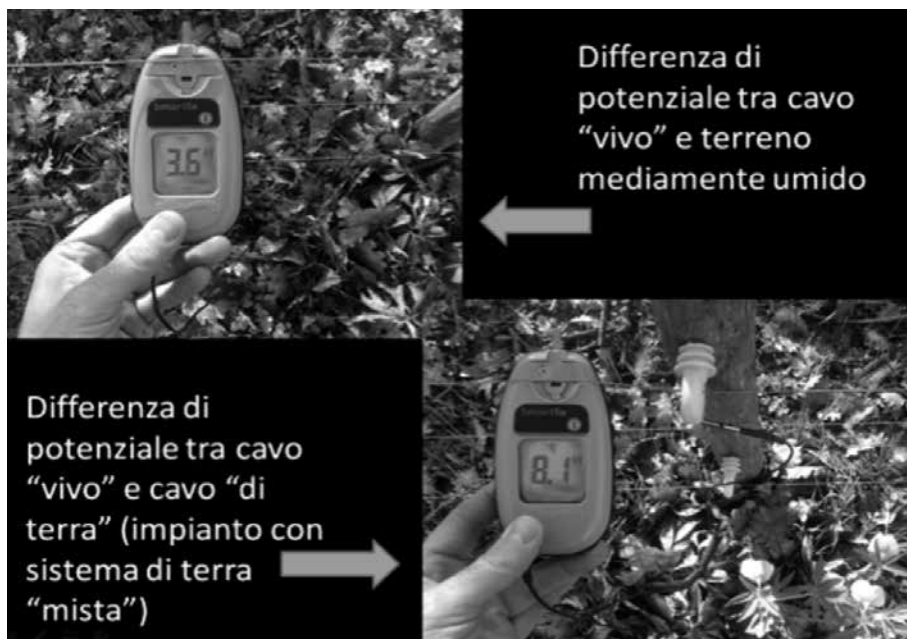 Differenza di
potenziale tra cavo
“vivo” e terreno
mediamente umido
3.6
Differenza di
potenziale tra cavo
“vivo” e cavo “di
terra” (impianto con
sistema di terra
“mista”)
8.1